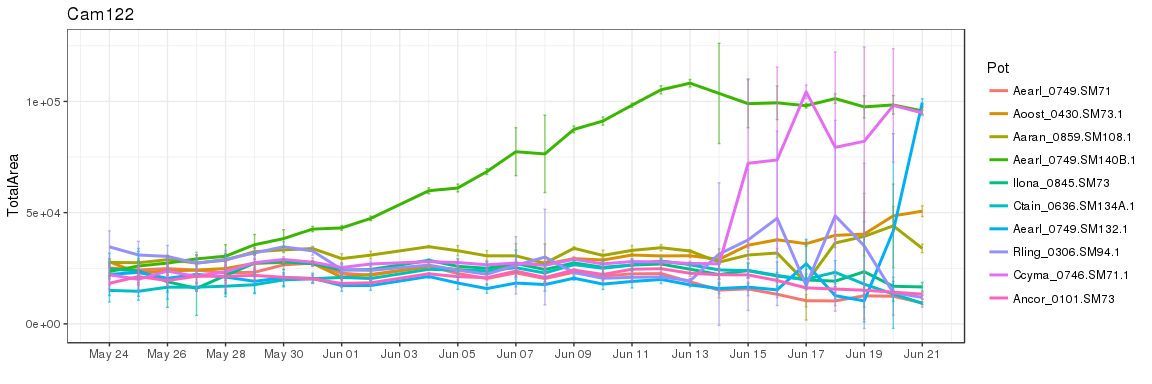 Cam122
TotalArea
1e+05
5e+04
0e+00
May 24 May 26 May 28 May 30 Jun 01 Jun 03 Jun 05 Jun 07 Jun 09 Jun 11 Jun 13 Jun 15 Jun 17 Jun 19 Jun 21
Pot
Aearl_0749.SM71
Aoost_0430.SM73.1
Aaran_0859.SM108.1
Aearl_0749.SM140B.1
Ilona_0845.SM73
Ctain_0636.SM134A.1
Aearl_0749.SM132.1
Rling_0306.SM94.1
Ccyma_0746.SM71.1
Ancor_0101.SM73